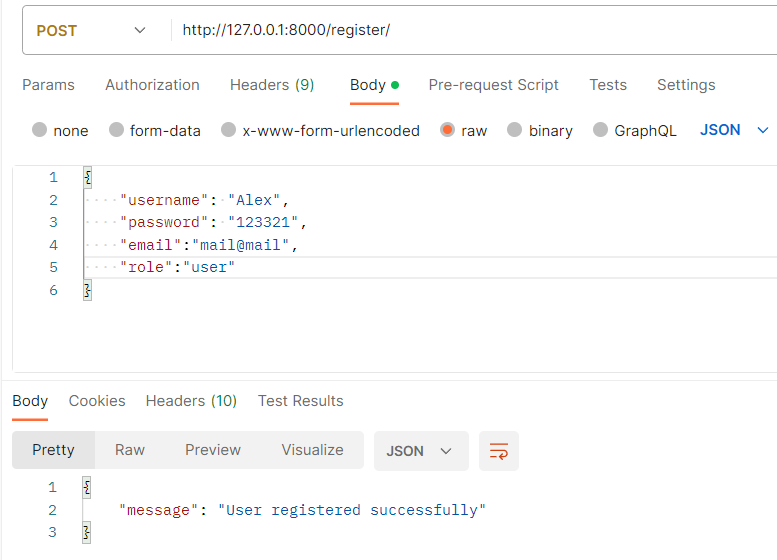 POST http://127.0.0.1:8000/register/
Params Authorization Headers (9) Body Pre-request Script Tests Settings
none form-data x-www-form-urlencoded raw binary GraphQL JSON
1 {
2 "username": "Alex",
3 "password": "123321",
4 "email":"mail@mail",
5 "role":"user"
6 }
Body Cookies Headers (10) Test Results
Pretty Raw Preview Visualize JSON
1 {
2 "message": "User registered successfully"
3 }